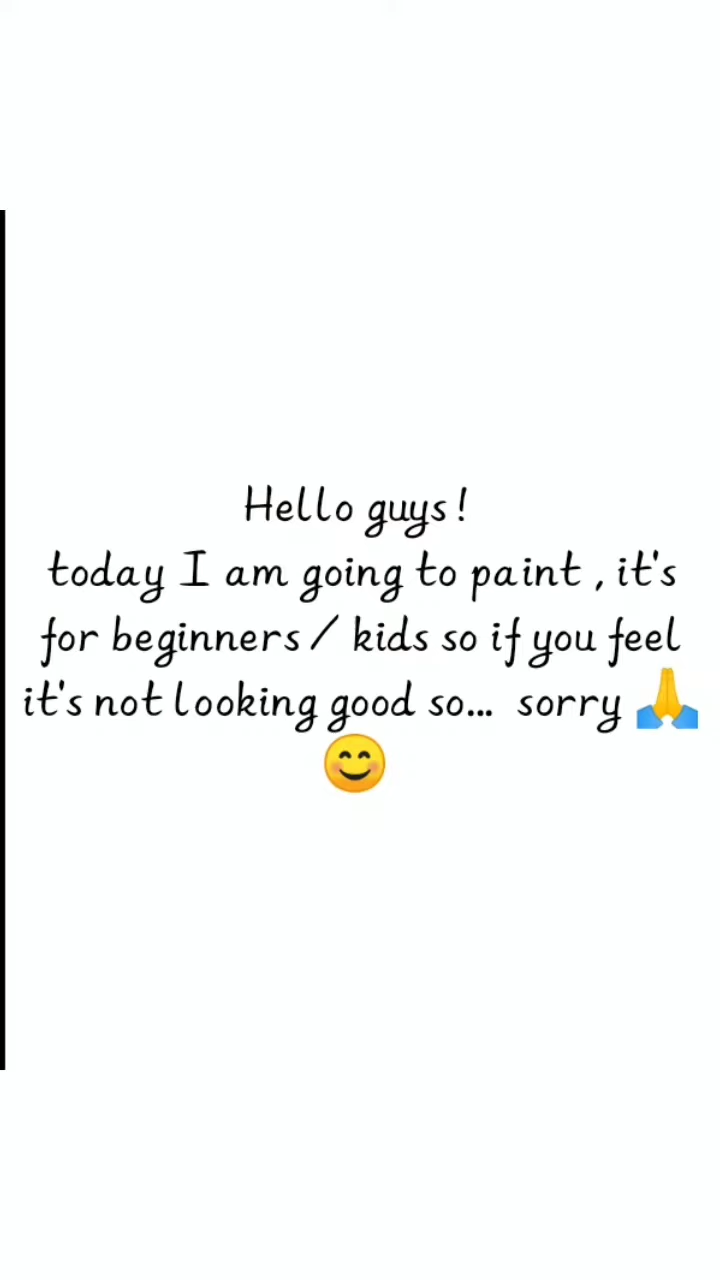 Hello guys!
today I am going to paint , it's
for beginners / kids so if you feel
it's not looking good so... sorry 🙏
😊